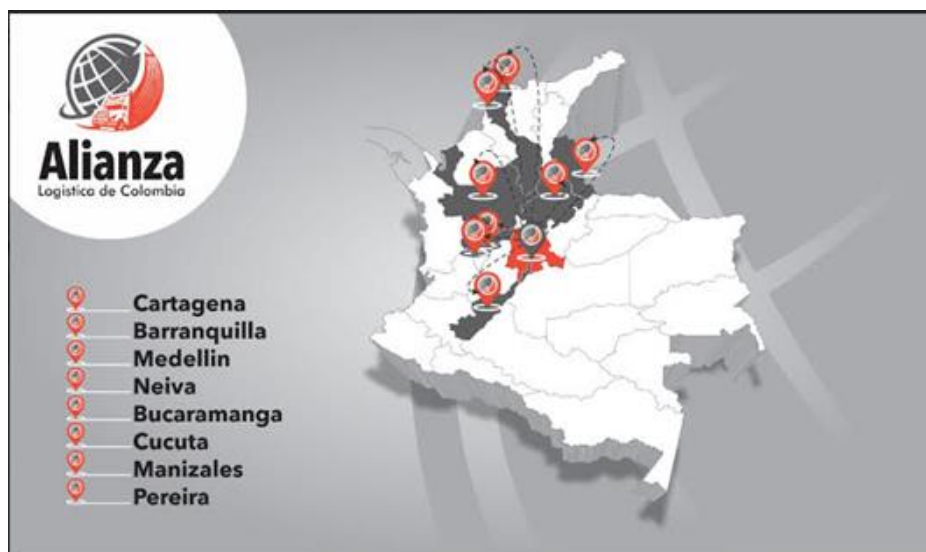 Alianza
Logistica de Colombia
Cartagena
Barranquilla
Medellin
Neiva
Bucaramanga
Cucuta
Manizales
Pereira